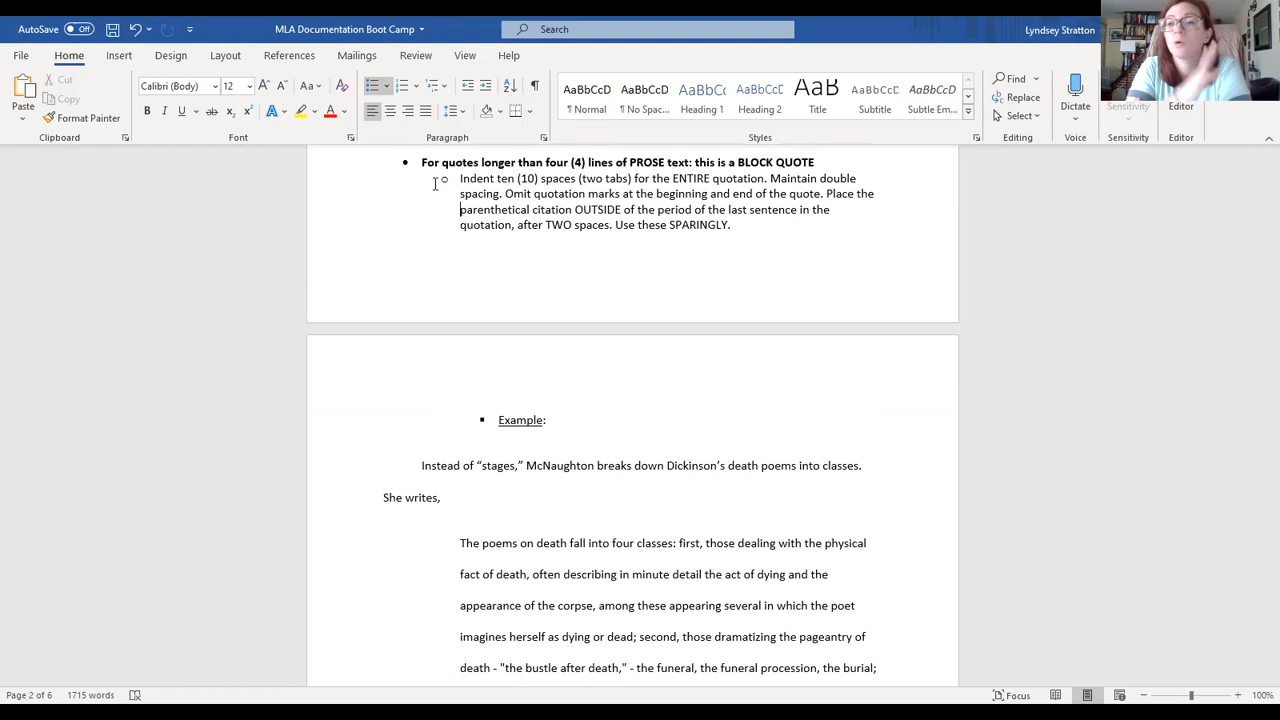 AutoSave Off MLA Documentation Boot Camp Search Lyndsey Stratton
File Home Insert Design Layout References Mailings Review View Help
Paste Cut Copy Format Painter
Calibri (Body) 12 Aa
B I U ab x x A A
AaBbCcD AaBbCcD AaBbCc AaBbCcC AaB AaBbCcD AaBbCcD
¶ Normal ¶ No Spac... Heading 1 Heading 2 Title Subtitle Subtle Em...
Find Replace Select
Dictate Sensitivity Editor
Clipboard Font Paragraph Styles Editing Voice Sensitivity Editor
• For quotes longer than four (4) lines of PROSE text: this is a BLOCK QUOTE
o Indent ten (10) spaces (two tabs) for the ENTIRE quotation. Maintain double
spacing. Omit quotation marks at the beginning and end of the quote. Place the
parenthetical citation OUTSIDE of the period of the last sentence in the
quotation, after TWO spaces. Use these SPARINGLY.
▪ Example:
Instead of “stages,” McNaughton breaks down Dickinson’s death poems into classes.
She writes,
The poems on death fall into four classes: first, those dealing with the physical
fact of death, often describing in minute detail the act of dying and the
appearance of the corpse, among these appearing several in which the poet
imagines herself as dying or dead; second, those dramatizing the pageantry of
death - "the bustle after death," - the funeral, the funeral procession, the burial;
Page 2 of 6 1715 words Focus 100%